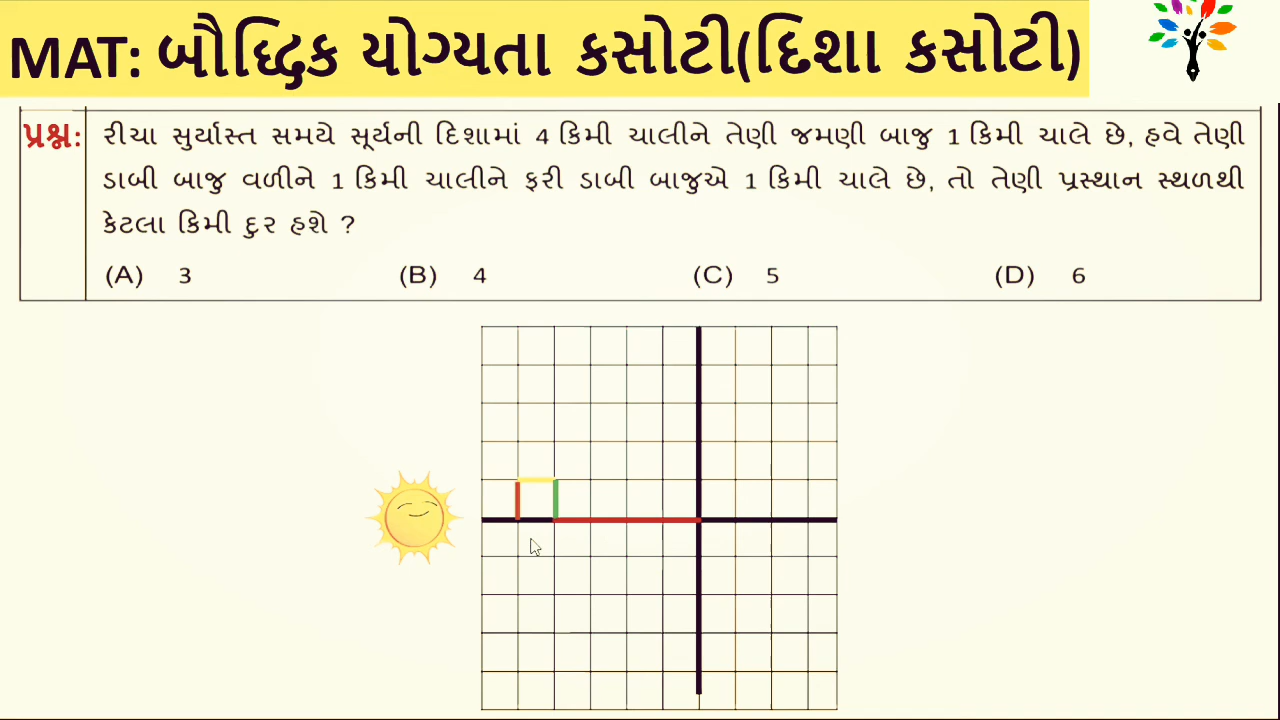 MAT: બૌદ્ધિક યોગ્યતા કસોટી(દિશા કસોટી)
પ્રશ્ન: રીચા સુર્યાસ્ત સમયે સૂર્યની દિશામાં 4 કિમી ચાલીને તેણી જમણી બાજુ 1 કિમી ચાલે છે, હવે તેણી
ડાબી બાજુ વળીને 1 કિમી ચાલીને ફરી ડાબી બાજુએ 1 કિમી ચાલે છે, તો તેણી પ્રસ્થાન સ્થળથી
કેટલા કિમી દુર હશે ?
(A) 3 (B) 4 (C) 5 (D) 6